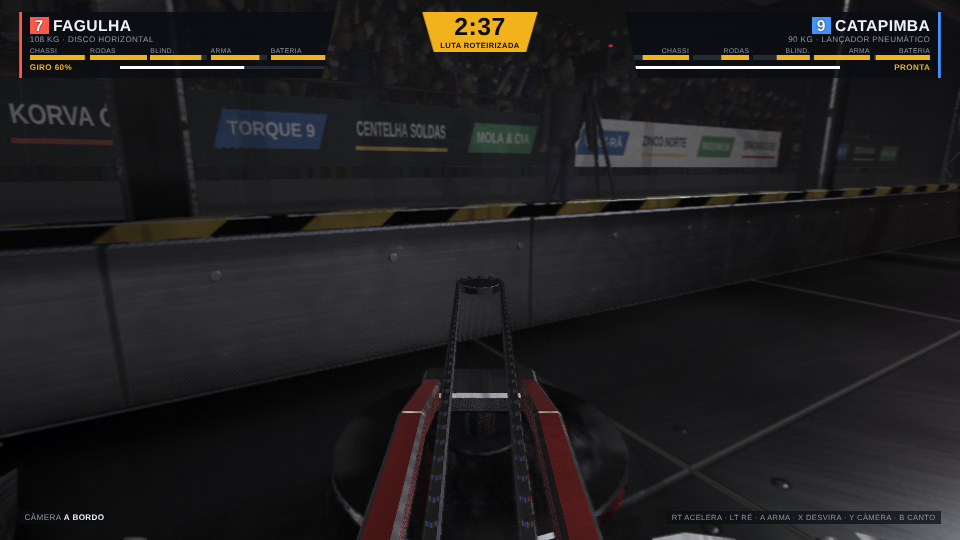 7 FAGULHA
108 KG · DISCO HORIZONTAL
CHASSI RODAS BLIND. ARMA BATERIA
GIRO 60%
2:37
LUTA ROTEIRIZADA
9 CATAPIMBA
90 KG · LANÇADOR PNEUMÁTICO
CHASSI RODAS BLIND. ARMA BATERIA
PRONTA
KORVA
TORQUE 9
CENTELHA SOLDAS
MOLA & CIA
ZINCO NORTE
CÂMERA A BORDO
RT ACELERA · LT RÉ · A ARMA · X DESVIRA · Y CÂMERA · B CANTO